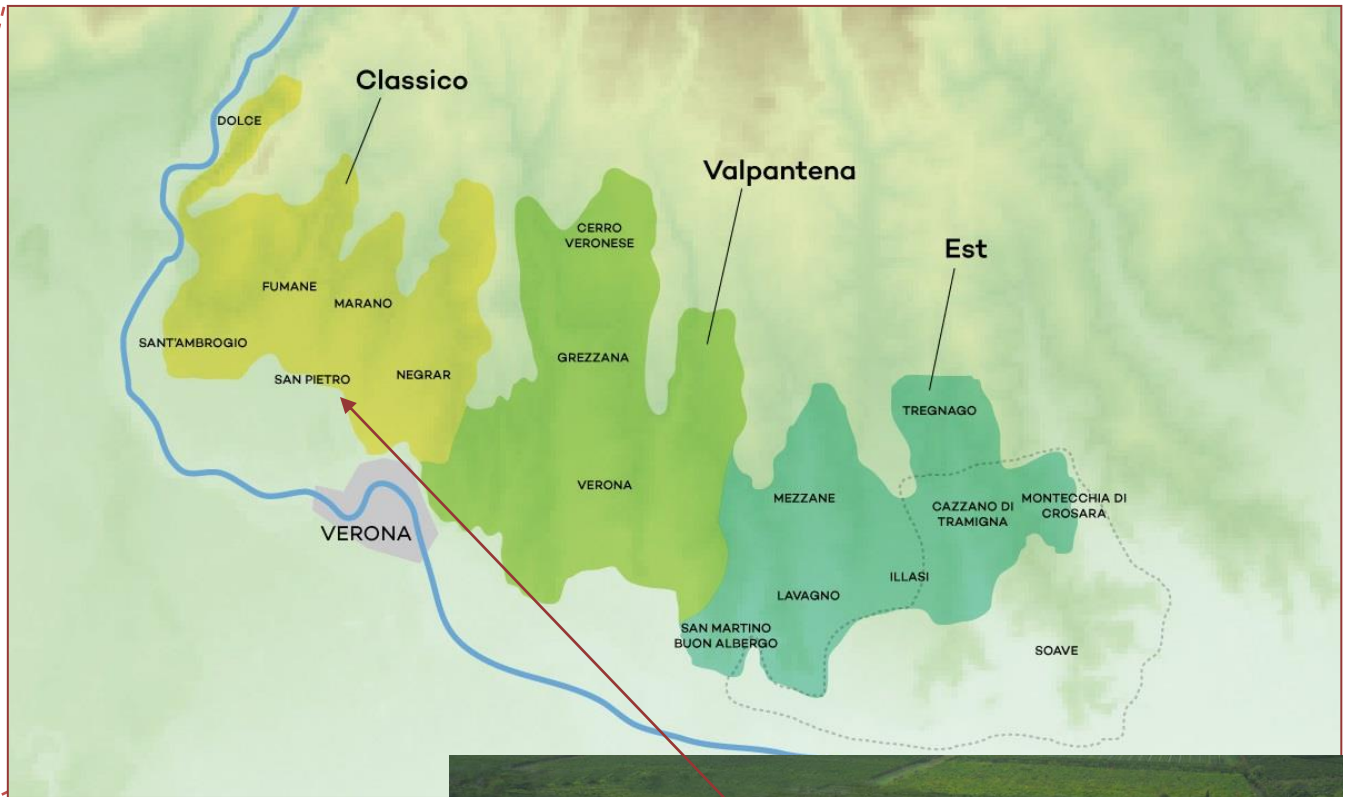 Classico
DOLCE
Valpantena
CERRO
VERONESE
Est
FUMANE
MARANO
SANT'AMBROGIO
GREZZANA
SAN PIETRO
NEGRAR
TREGNAGO
VERONA
MEZZANE
MONTECCHIA DI
CROSARA
CAZZANO DI
TRAMIGNA
VERONA
ILLASI
LAVAGNO
SAN MARTINO
BUON ALBERGO
SOAVE